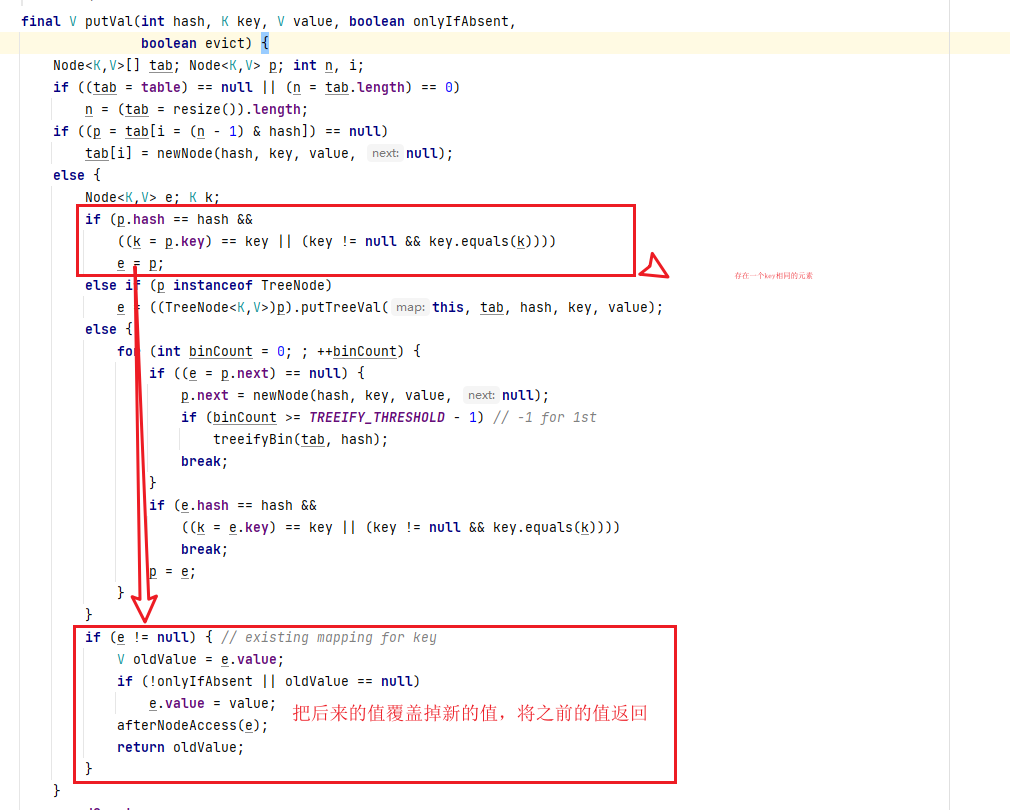 final V putVal(int hash, K key, V value, boolean onlyIfAbsent,
boolean evict) {
Node<K,V>[] tab; Node<K,V> p; int n, i;
if ((tab = table) == null || (n = tab.length) == 0)
n = (tab = resize()).length;
if ((p = tab[i = (n - 1) & hash]) == null)
tab[i] = newNode(hash, key, value, next: null);
else {
Node<K,V> e; K k;
if (p.hash == hash &&
((k = p.key) == key || (key != null && key.equals(k))))
e = p;
存在一个key相同的元素
else if (p instanceof TreeNode)
e = ((TreeNode<K,V>)p).putTreeVal( map: this, tab, hash, key, value);
else {
for (int binCount = 0; ; ++binCount) {
if ((e = p.next) == null) {
p.next = newNode(hash, key, value, next: null);
if (binCount >= TREEIFY_THRESHOLD - 1) // -1 for 1st
treeifyBin(tab, hash);
break;
}
if (e.hash == hash &&
((k = e.key) == key || (key != null && key.equals(k))))
break;
p = e;
}
}
if (e != null) { // existing mapping for key
V oldValue = e.value;
if (!onlyIfAbsent || oldValue == null)
e.value = value;
把后来的值覆盖掉新的值，将之前的值返回
afterNodeAccess(e);
return oldValue;
}
}